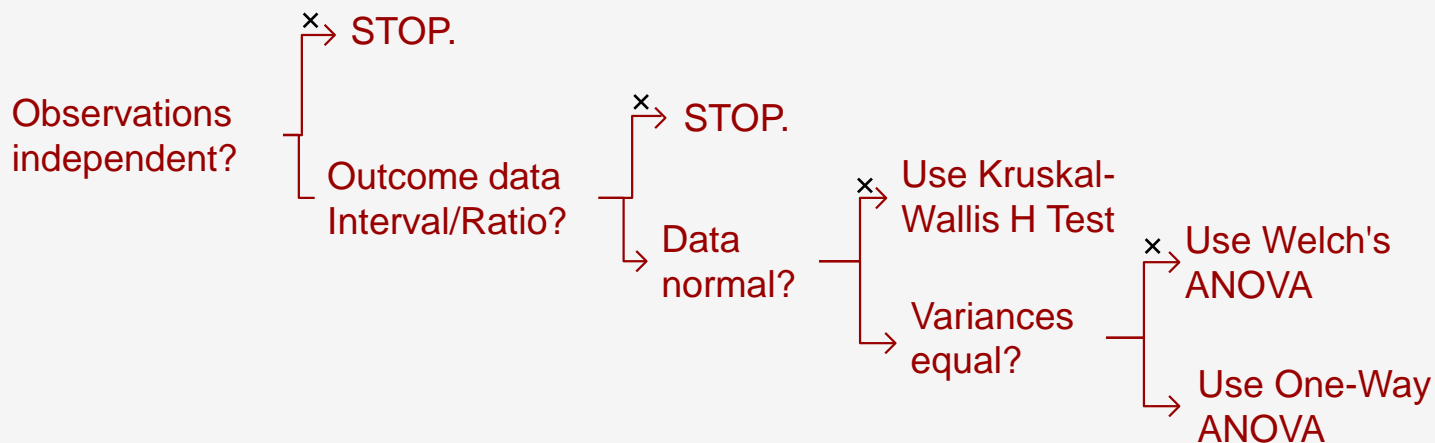 STOP.
Observations
independent?
STOP.
Outcome data
Interval/Ratio?
Use Kruskal-
Wallis H Test
Data
normal?
Use Welch's
ANOVA
Variances
equal?
Use One-Way
ANOVA